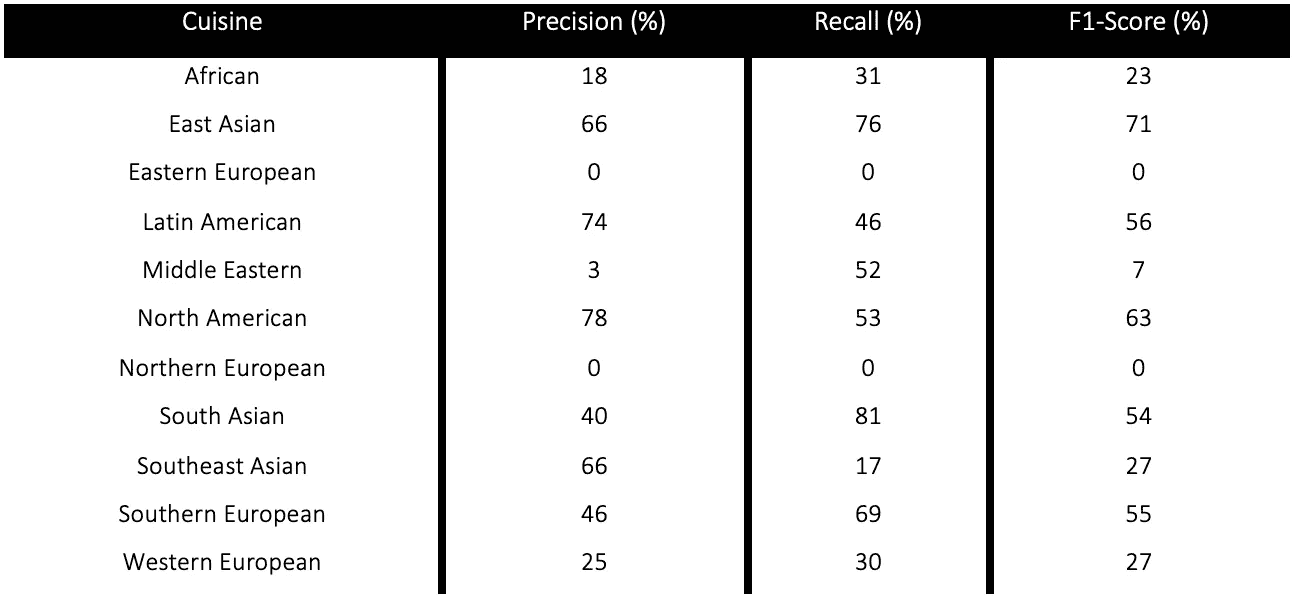 Cuisine Precision (%) Recall (%) F1-Score (%)
African 18 31 23
East Asian 66 76 71
Eastern European 0 0 0
Latin American 74 46 56
Middle Eastern 3 52 7
North American 78 53 63
Northern European 0 0 0
South Asian 40 81 54
Southeast Asian 66 17 27
Southern European 46 69 55
Western European 25 30 27